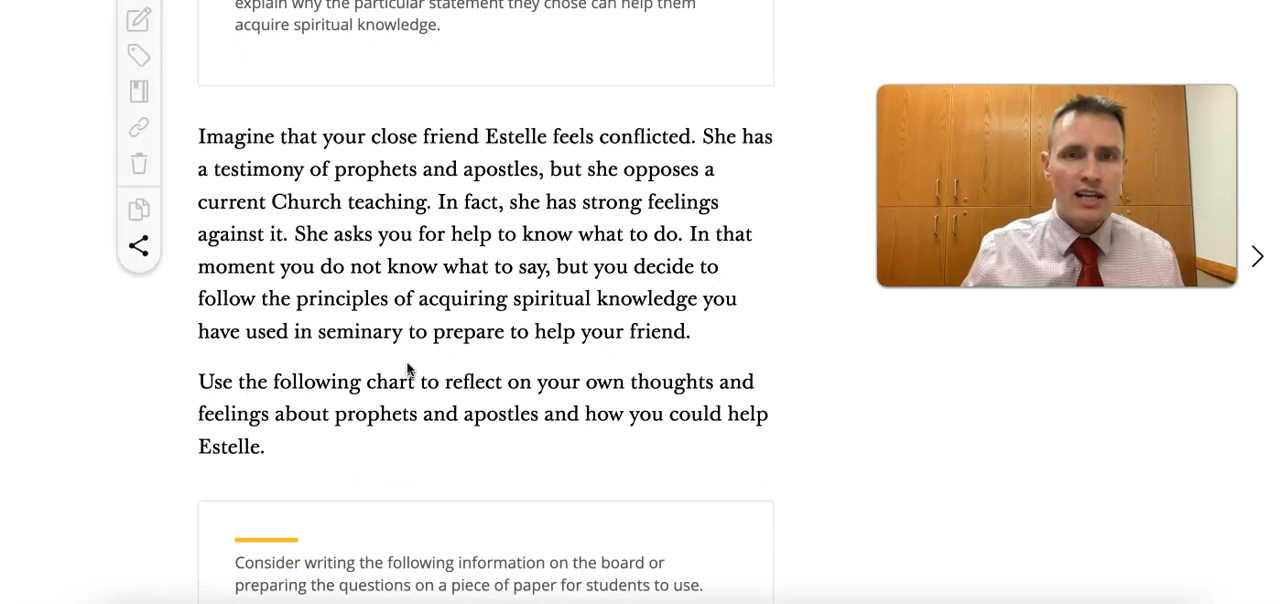 explain why the particular statement they chose can help them
acquire spiritual knowledge.
Imagine that your close friend Estelle feels conflicted. She has
a testimony of prophets and apostles, but she opposes a
current Church teaching. In fact, she has strong feelings
against it. She asks you for help to know what to do. In that
moment you do not know what to say, but you decide to
follow the principles of acquiring spiritual knowledge you
have used in seminary to prepare to help your friend.
Use the following chart to reflect on your own thoughts and
feelings about prophets and apostles and how you could help
Estelle.
Consider writing the following information on the board or
preparing the questions on a piece of paper for students to use.